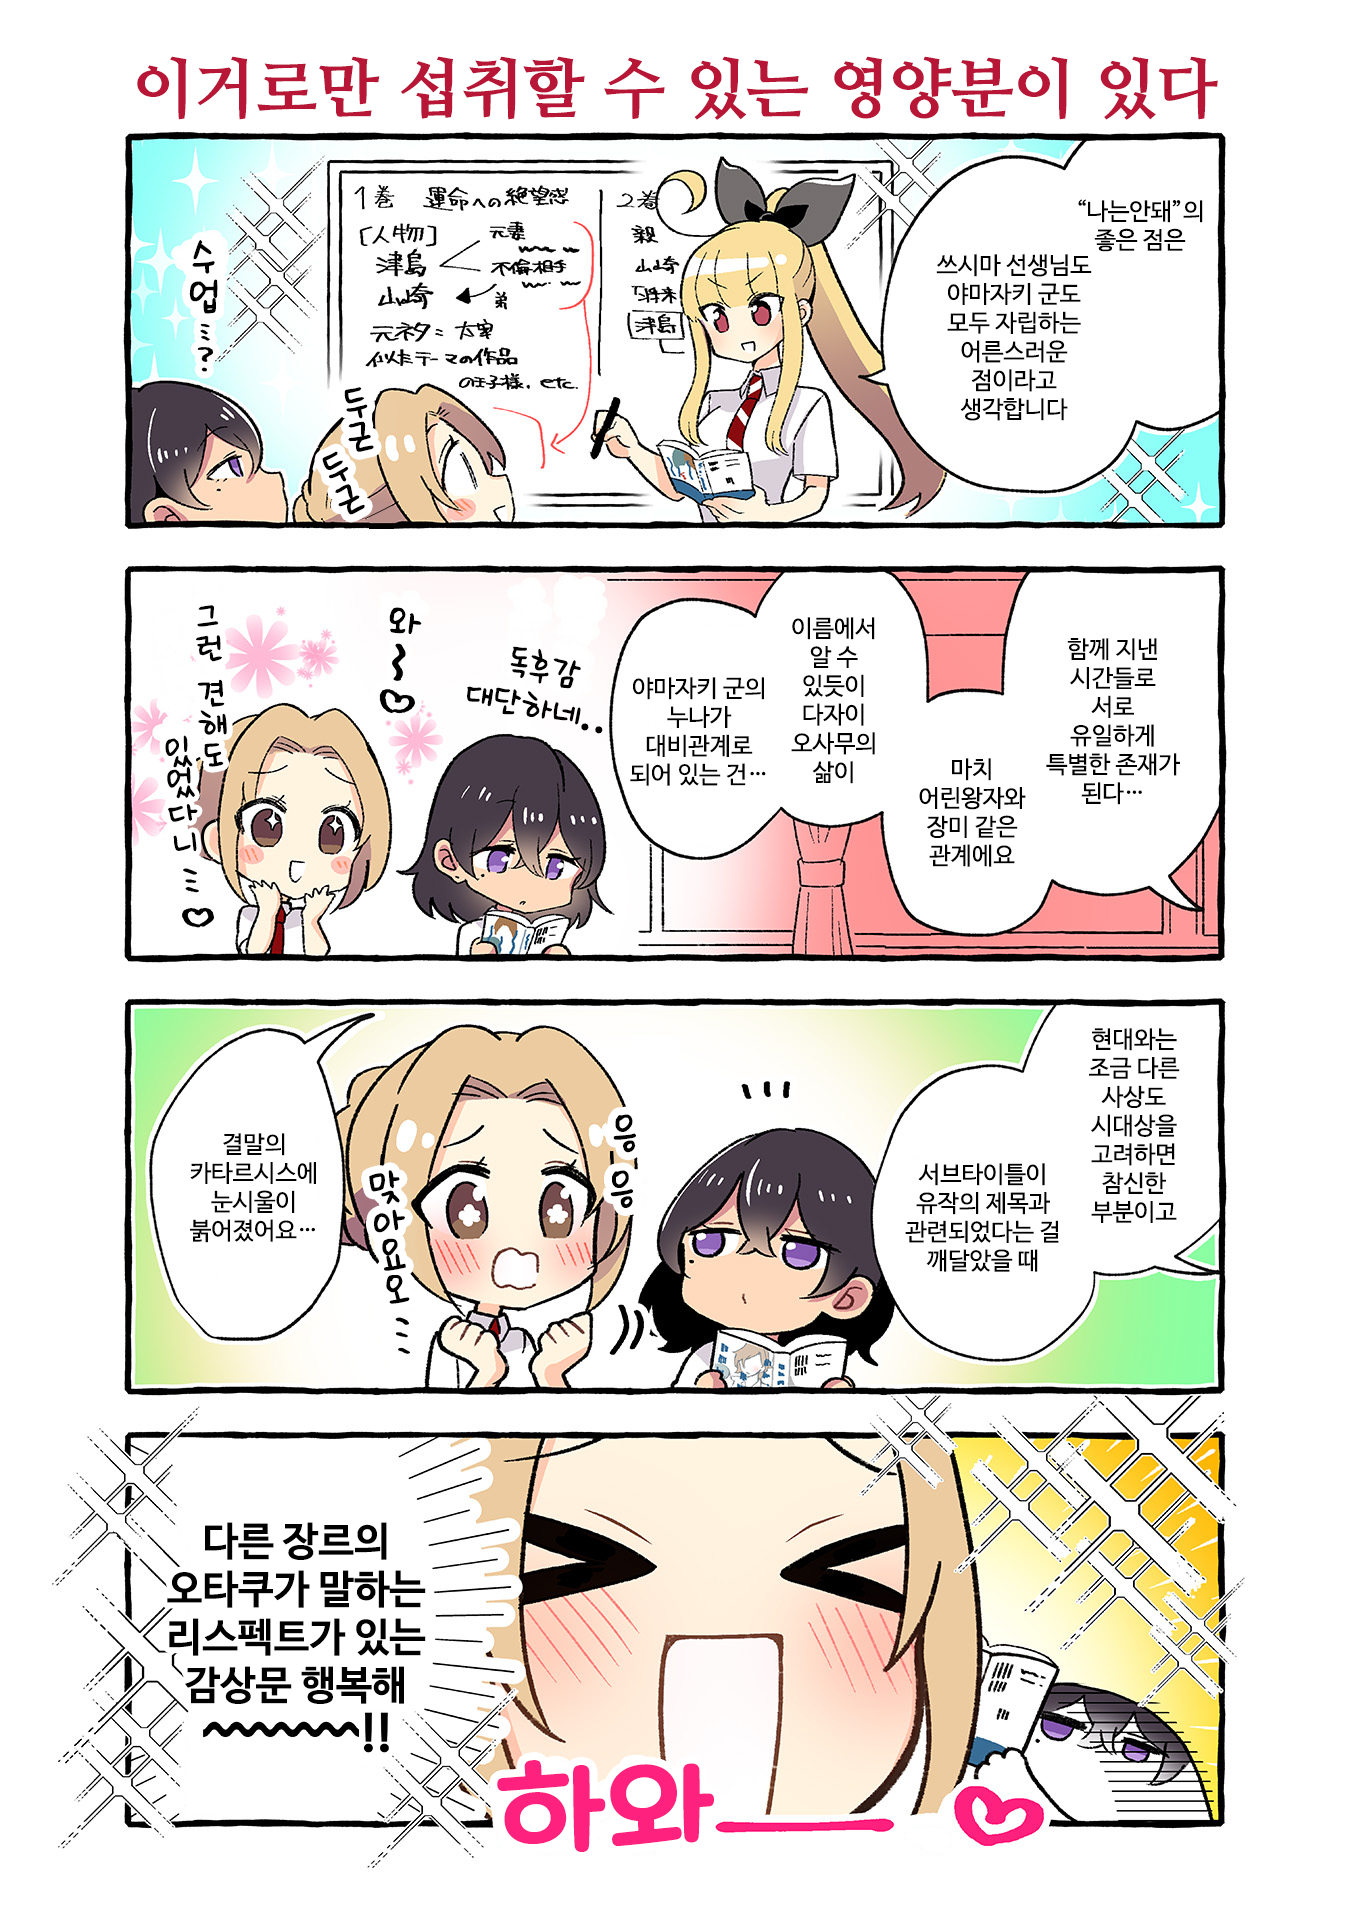 이거로만 섭취할 수 있는 영양분이 있다
“나는안돼”의
좋은 점은
쓰시마 선생님도
야마자키 군도
모두 자립하는
어른스러운
점이라고
생각합니다
1巻 運命への絶望感
[人物]
津島
元妻
不倫相手
山崎
弟
元ネタ:太宰
似たテーマの作品
の王子様, etc.
2巻
親
山崎
将来
津島
수업…?
두근
두근
함께 지낸
시간들로
서로
유일하게
특별한 존재가
된다…
마치
어린왕자와
장미 같은
관계에요
이름에서
알 수
있듯이
다자이
오사무의
삶이
야마자키 군의
누나가
대비관계로
되어 있는 건…
독후감
대단하네..
와~♡
그런 견해도
있었다니…♡
현대와는
조금 다른
사상도
시대상을
고려하면
참신한
부분이고
서브타이틀이
유작의 제목과
관련되었다는 걸
깨달았을 때
응응
맞아요오…
결말의
카타르시스에
눈시울이
붉어졌어요…
다른 장르의
오타쿠가 말하는
리스펙트가 있는
감상문 행복해
~~~~~~~!!
하와——♡